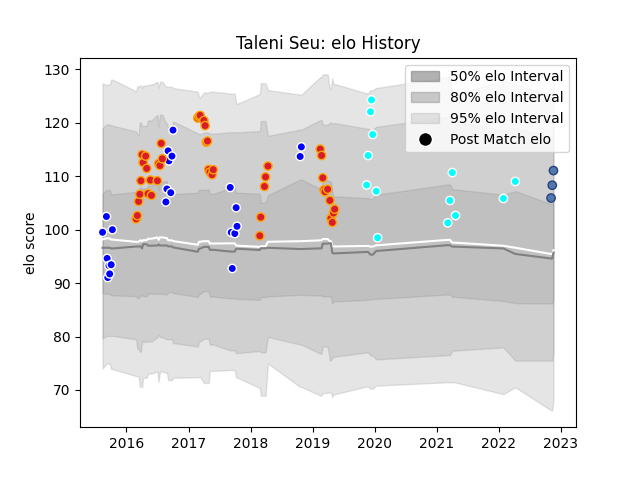 Taleni Seu: elo History
50% elo Interval
80% elo Interval
95% elo Interval
Post Match elo
elo score
130
120
110
100
90
80
70
2016 2017 2018 2019 2020 2021 2022 2023